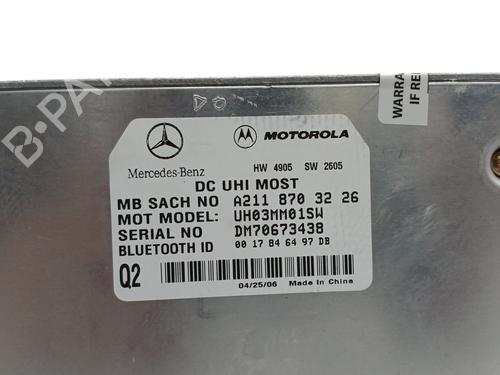 B-PARTS
WARRAN
IF RE
Mercedes-Benz
MOTOROLA
HW 4905 SW 2605
DC UHI MOST
MB SACH NO A211 870 32 26
MOT MODEL: UH03MM01SW
SERIAL NO DM70673438
BLUETOOTH ID 00 17 84 64 97 DB
Q2
04/25/06 Made In China